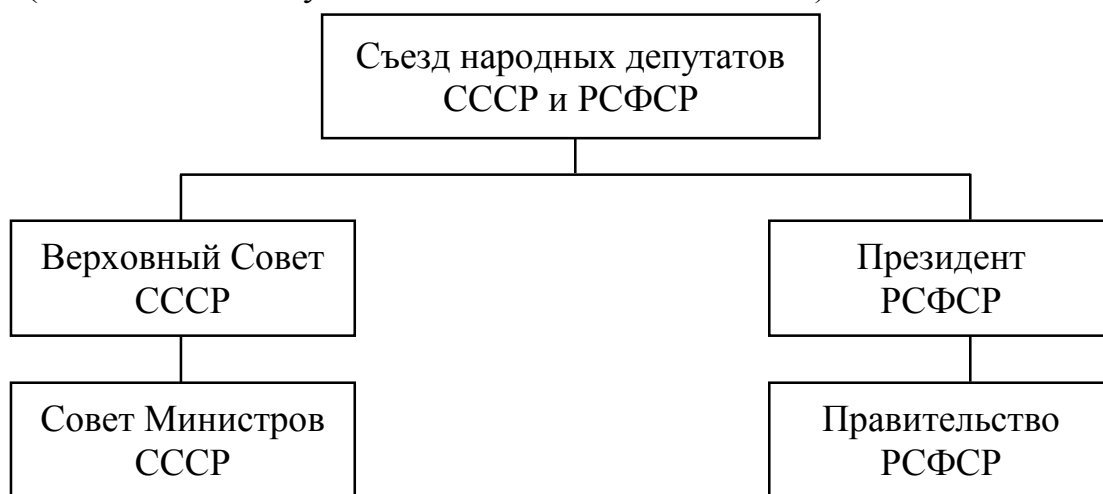 Съезд народных депутатов
СССР и РСФСР
Верховный Совет
СССР
Президент
РСФСР
Совет Министров
СССР
Правительство
РСФСР